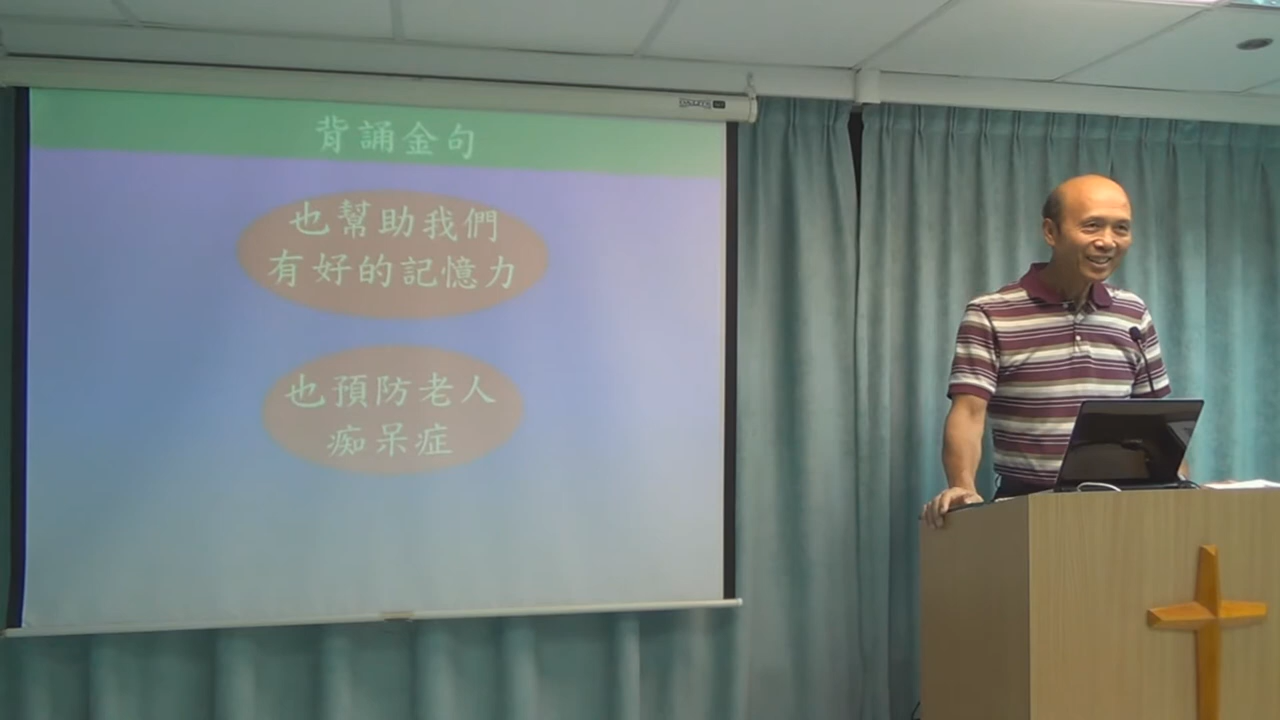 背誦金句
也幫助我們
有好的記憶力
也預防老人
痴呆症